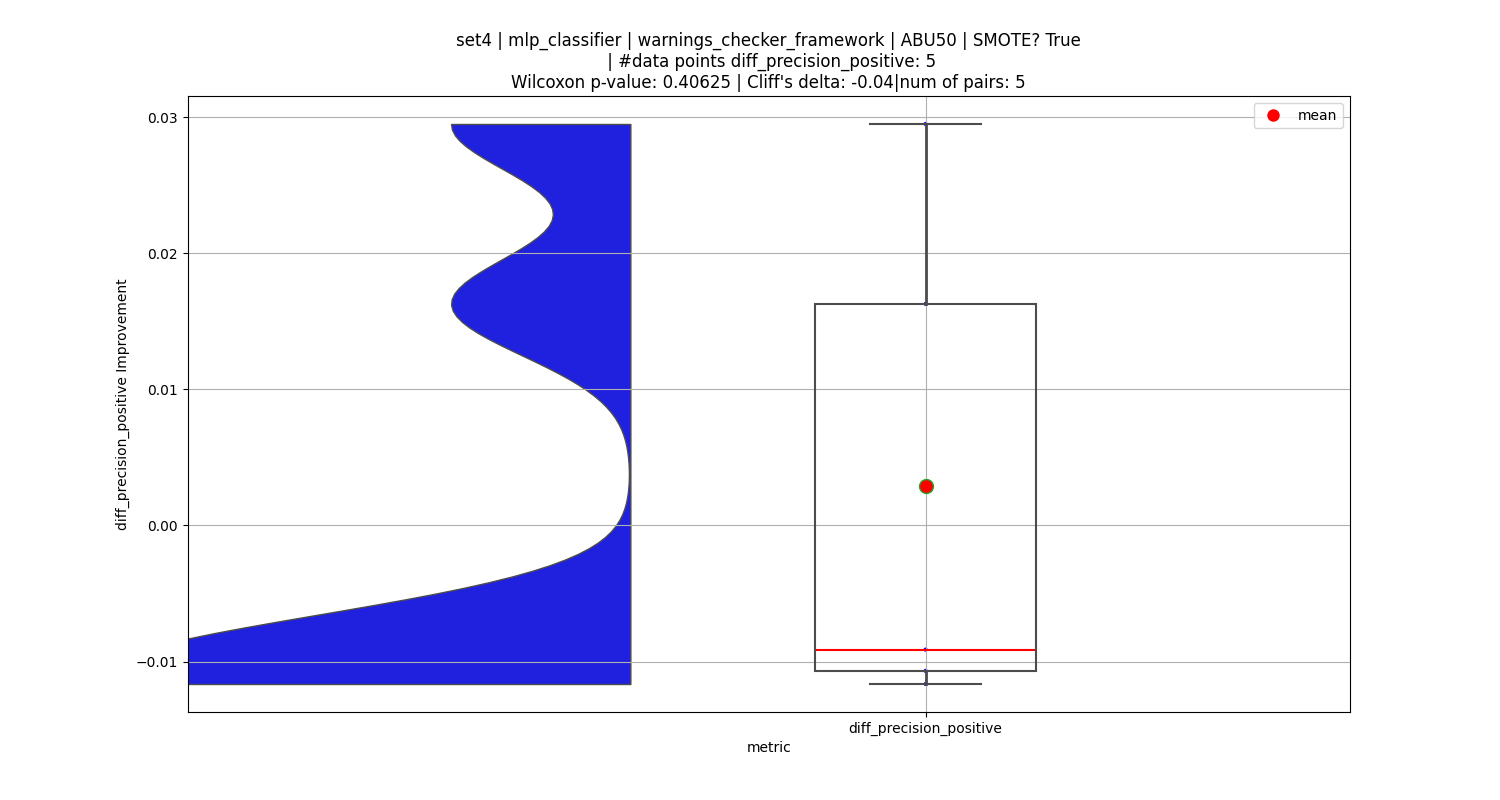 set4 | mlp_classifier | warnings_checker_framework | ABU50 | SMOTE? True
| #data points diff_precision_positive: 5
Wilcoxon p-value: 0.40625 | Cliff's delta: -0.04|num of pairs: 5
mean
0.03
0.02
0.01
0.00
−0.01
diff_precision_positive Improvement
diff_precision_positive
metric